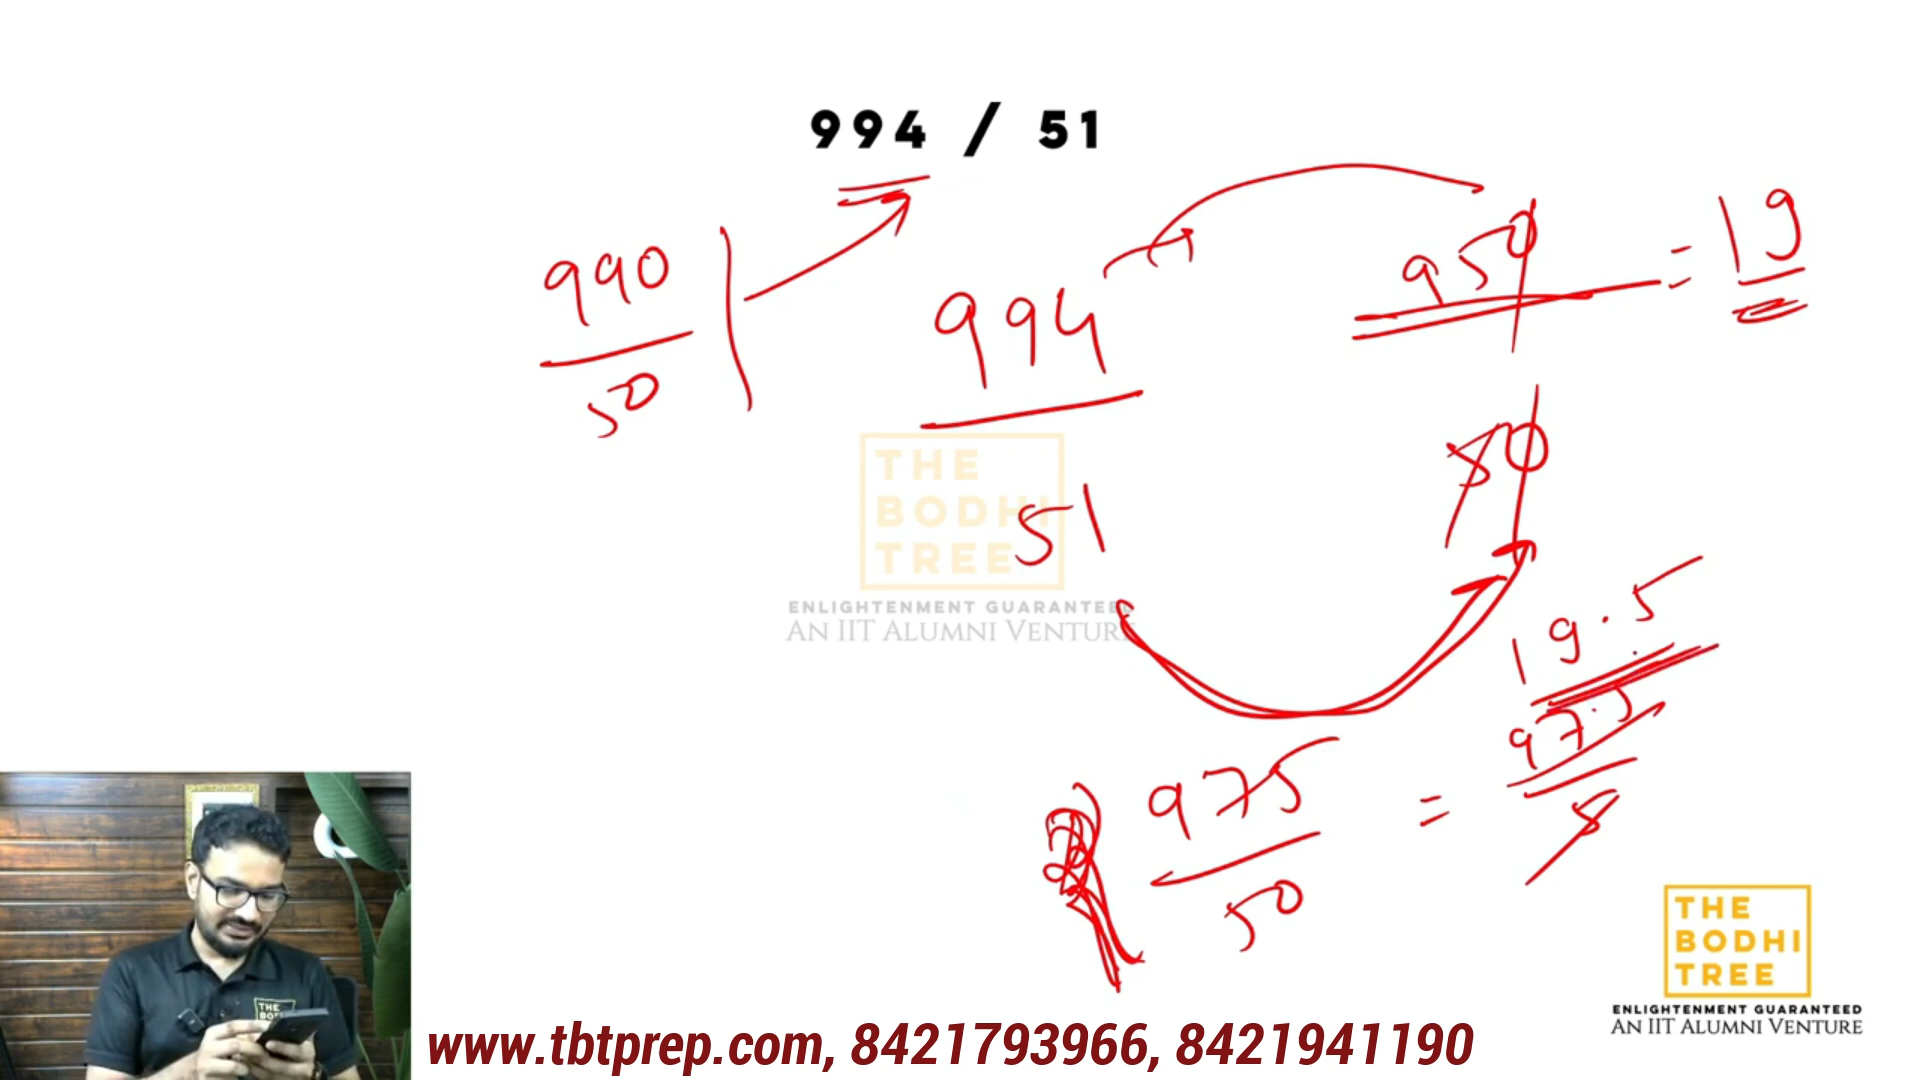 994 / 51
990
50
994
51
950
50
= 19
19.5
975
50
=
97.5
5
THE
BODHI
TREE
ENLIGHTENMENT GUARANTEED
AN IIT ALUMNI VENTURE
THE
BODHI
TREE
ENLIGHTENMENT GUARANTEED
AN IIT ALUMNI VENTURE
THE
www.tbtprep.com, 8421793966, 8421941190